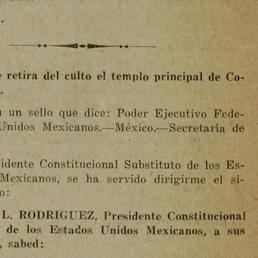 e retira del culto el templo principal de Co-
n un sello que dice: Poder Ejecutivo Fede-
Unidos Mexicanos.—México.—Secretaría de
sidente Constitucional Substituto de los Es-
Mexicanos, se ha servido dirigirme el si-
o:
L. RODRIGUEZ, Presidente Constitucional
de los Estados Unidos Mexicanos, a sus
, sabed: